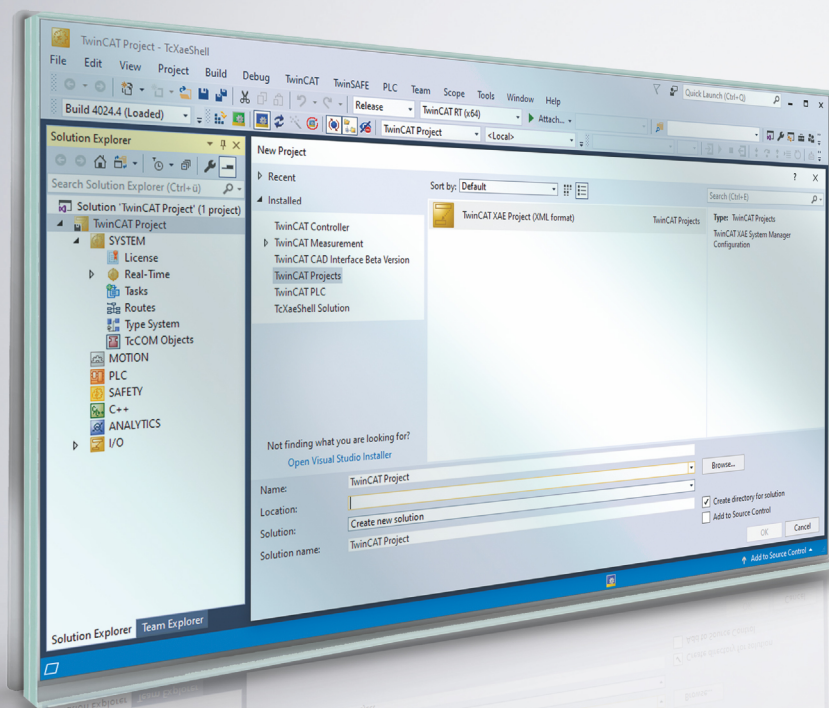 TwinCAT Project - TcXaeShell
File Edit View Project Build Debug TwinCAT TwinSAFE PLC Team Scope Tools Window Help
Quick Launch (Ctrl+Q)
Release TwinCAT RT (x64) Attach...
Build 4024.4 (Loaded) TwinCAT Project <Local>
Solution Explorer
Search Solution Explorer (Ctrl+ü)
Solution 'TwinCAT Project' (1 project)
TwinCAT Project
SYSTEM
License
Real-Time
Tasks
Routes
Type System
TcCOM Objects
MOTION
PLC
SAFETY
C++
ANALYTICS
I/O
Solution Explorer Team Explorer
New Project
? X
Recent
Installed
TwinCAT Controller
TwinCAT Measurement
TwinCAT CAD Interface Beta Version
TwinCAT Projects
TwinCAT PLC
TcXaeShell Solution
Not finding what you are looking for?
Open Visual Studio Installer
Sort by: Default
Search (Ctrl+E)
TwinCAT XAE Project (XML format) TwinCAT Projects
Type: TwinCAT Projects
TwinCAT XAE System Manager
Configuration
Name: TwinCAT Project
Location:
Browse...
Solution: Create new solution
Solution name: TwinCAT Project
Create directory for solution
Add to Source Control
OK Cancel
Add to Source Control